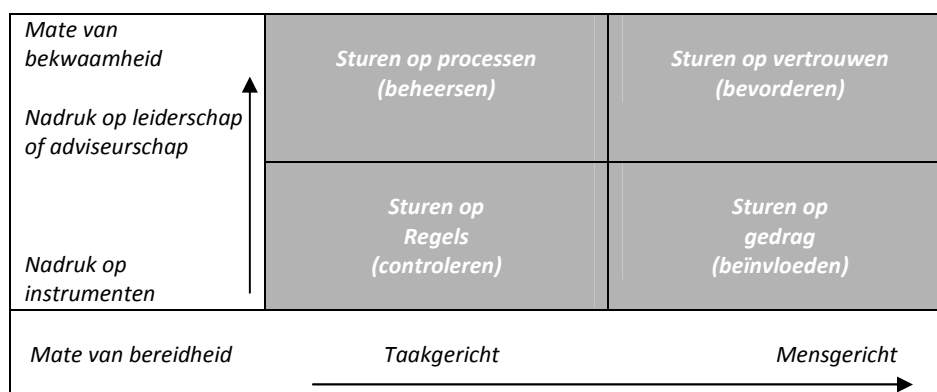 Mate van
bekwaamheid
Nadruk op leiderschap
of adviseurschap
Nadruk op
instrumenten
Sturen op processen
(beheersen)
Sturen op vertrouwen
(bevorderen)
Sturen op
Regels
(controleren)
Sturen op
gedrag
(beïnvloeden)
Mate van bereidheid
Taakgericht
Mensgericht